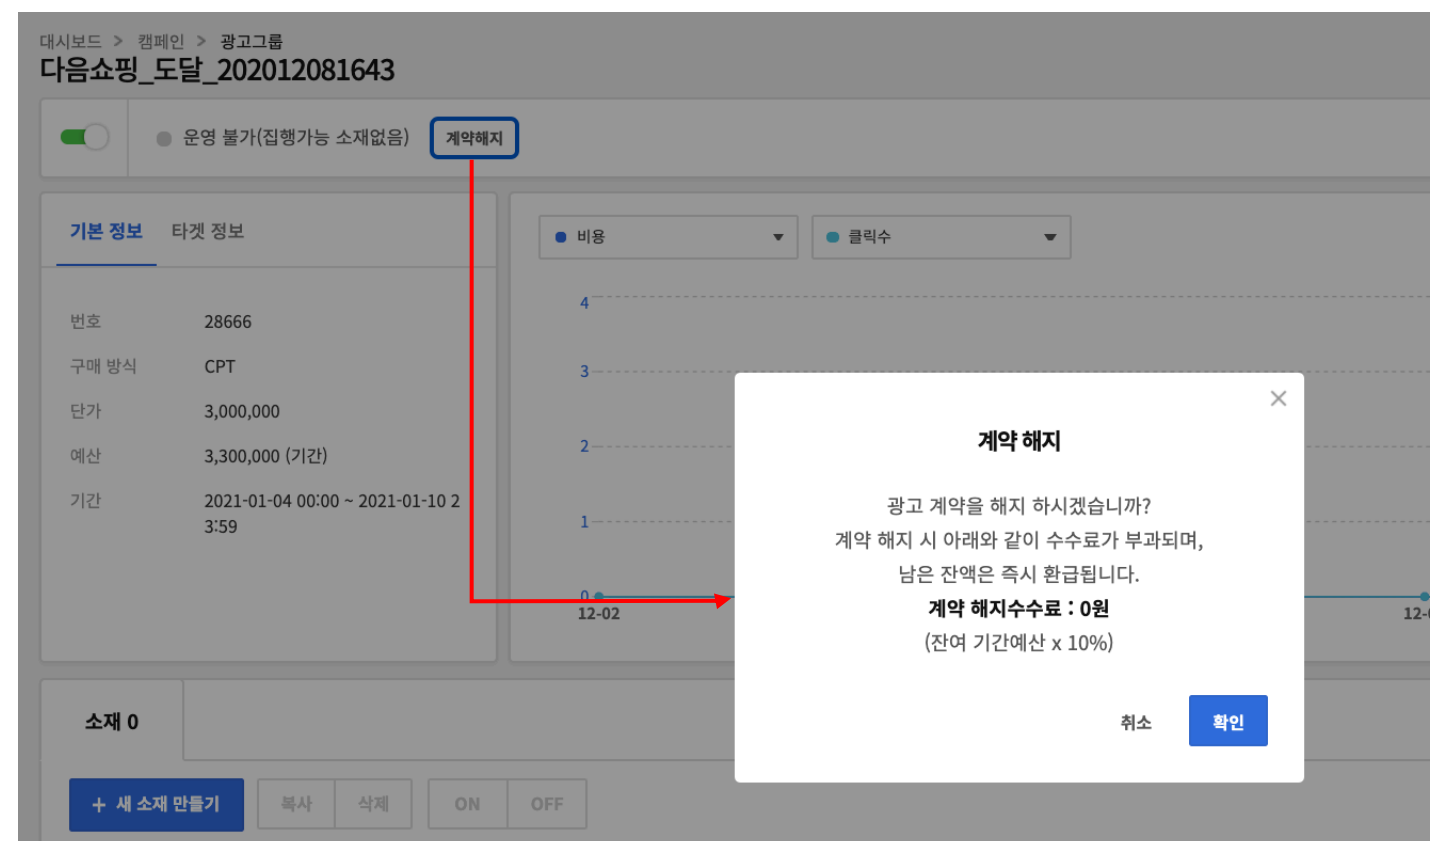 대시보드 > 캠페인 > 광고그룹
다음쇼핑_도달_202012081643
운영 불가(집행가능 소재없음) 계약해지
기본 정보 타겟 정보
비용 클릭수
번호 28666
구매 방식 CPT
단가 3,000,000
예산 3,300,000 (기간)
기간 2021-01-04 00:00 ~ 2021-01-10 2
3:59
4
3
2
1
0
12-02
계약 해지
광고 계약을 해지 하시겠습니까?
계약 해지 시 아래와 같이 수수료가 부과되며,
남은 잔액은 즉시 환급됩니다.
계약 해지수수료 : 0원
(잔여 기간예산 x 10%)
취소 확인
소재 0
+ 새 소재 만들기 복사 삭제 ON OFF